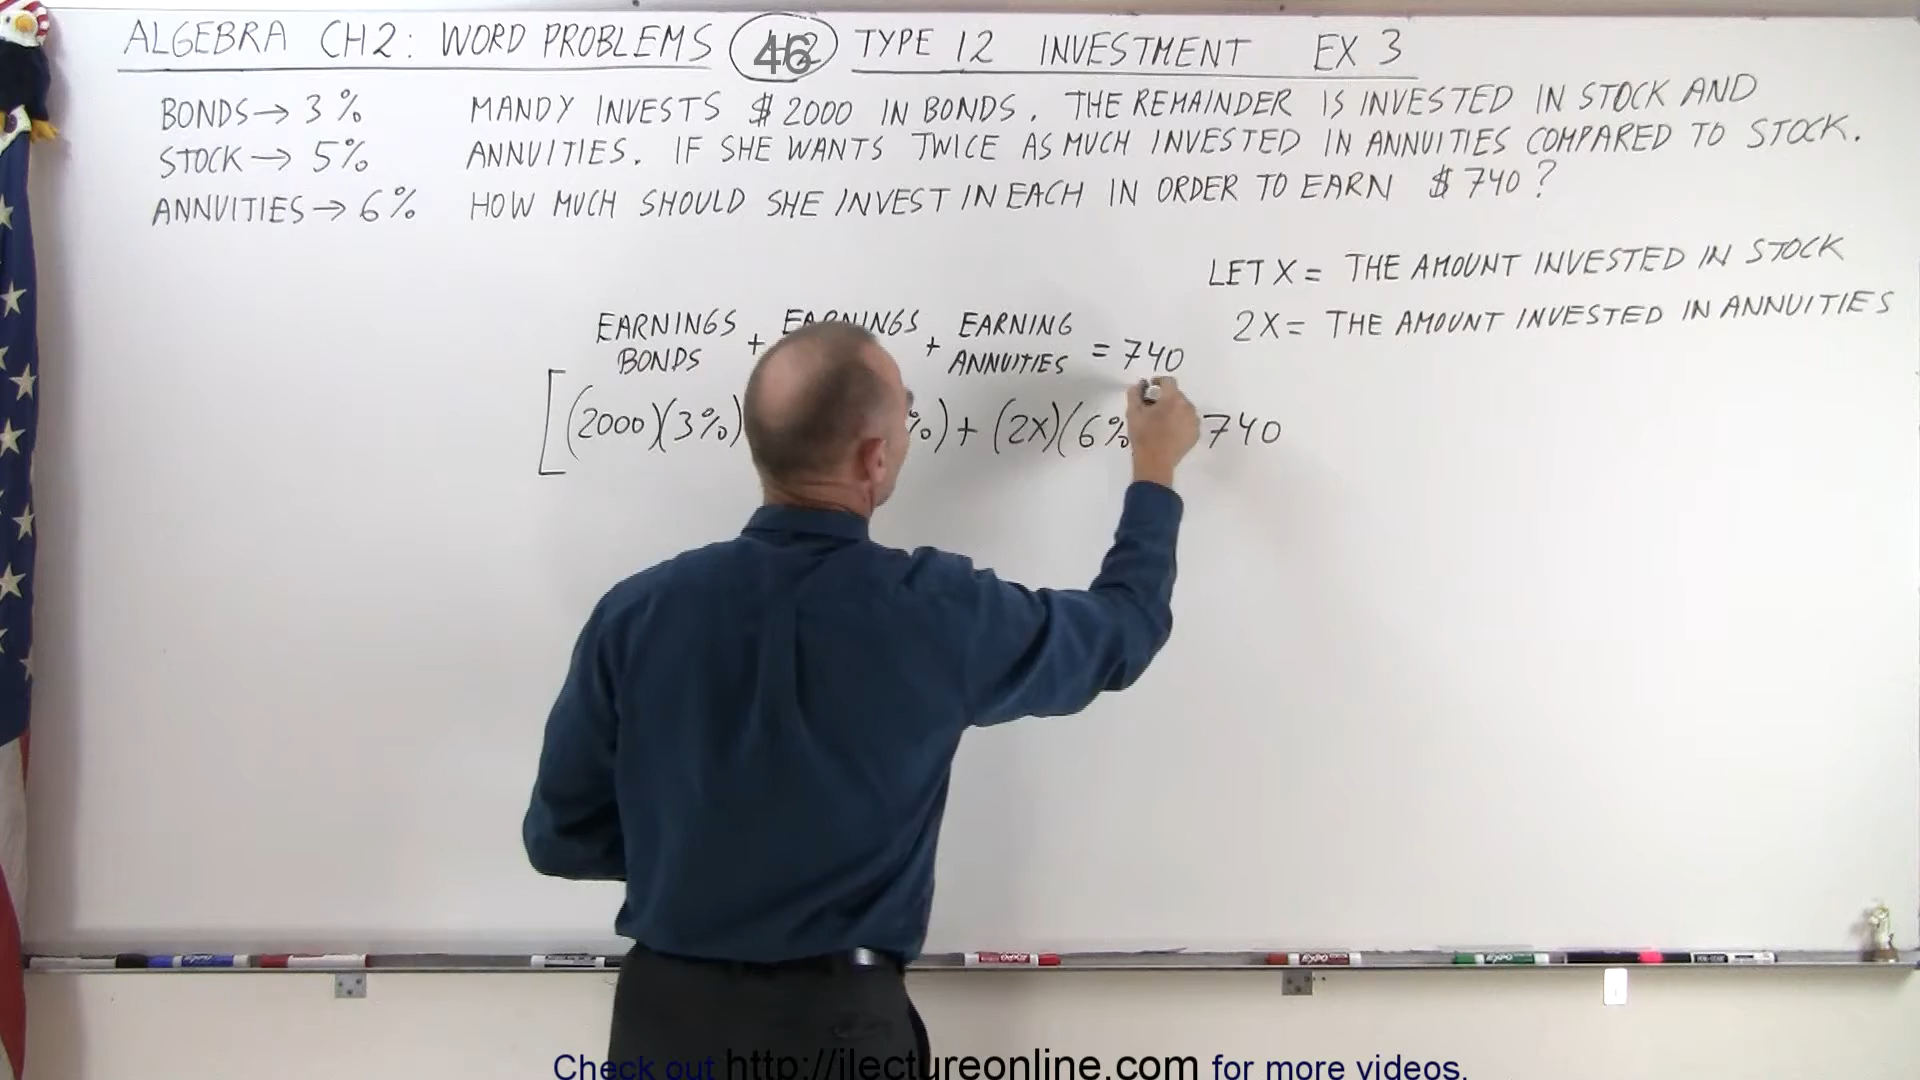 ALGEBRA CH2: WORD PROBLEMS 46 TYPE 12 INVESTMENT EX 3
BONDS→ 3%
STOCK → 5%
ANNUITIES → 6%
MANDY INVESTS $ 2000 IN BONDS. THE REMAINDER IS INVESTED IN STOCK AND
ANNUITIES. IF SHE WANTS TWICE AS MUCH INVESTED IN ANNUITIES COMPARED TO STOCK.
HOW MUCH SHOULD SHE INVEST IN EACH IN ORDER TO EARN $ 740?
LET X = THE AMOUNT INVESTED IN STOCK
2X = THE AMOUNT INVESTED IN ANNUITIES
EARNINGS BONDS + EARNINGS + EARNING ANNUITIES = 740
[(2000)(3%) %) + (2X)(6% 740
Check out http://ilectureonline.com for more videos.